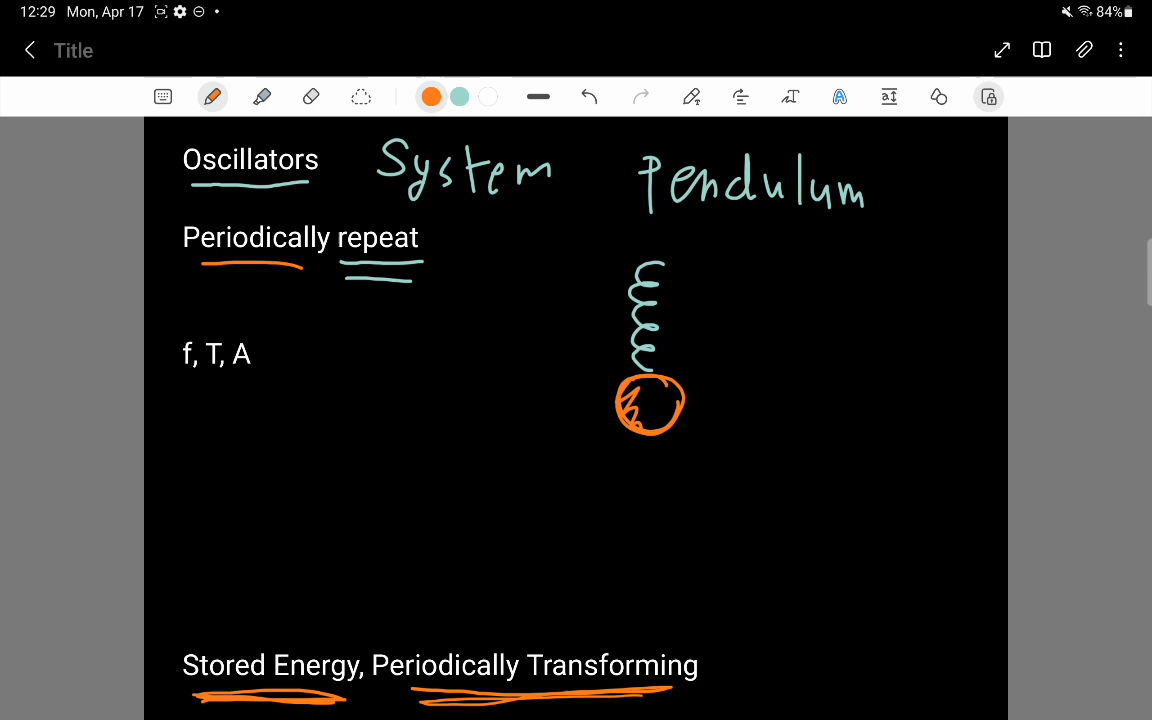 12:29 Mon, Apr 17 84%
Title
Oscillators System Pendulum
Periodically repeat
f, T, A
Stored Energy, Periodically Transforming